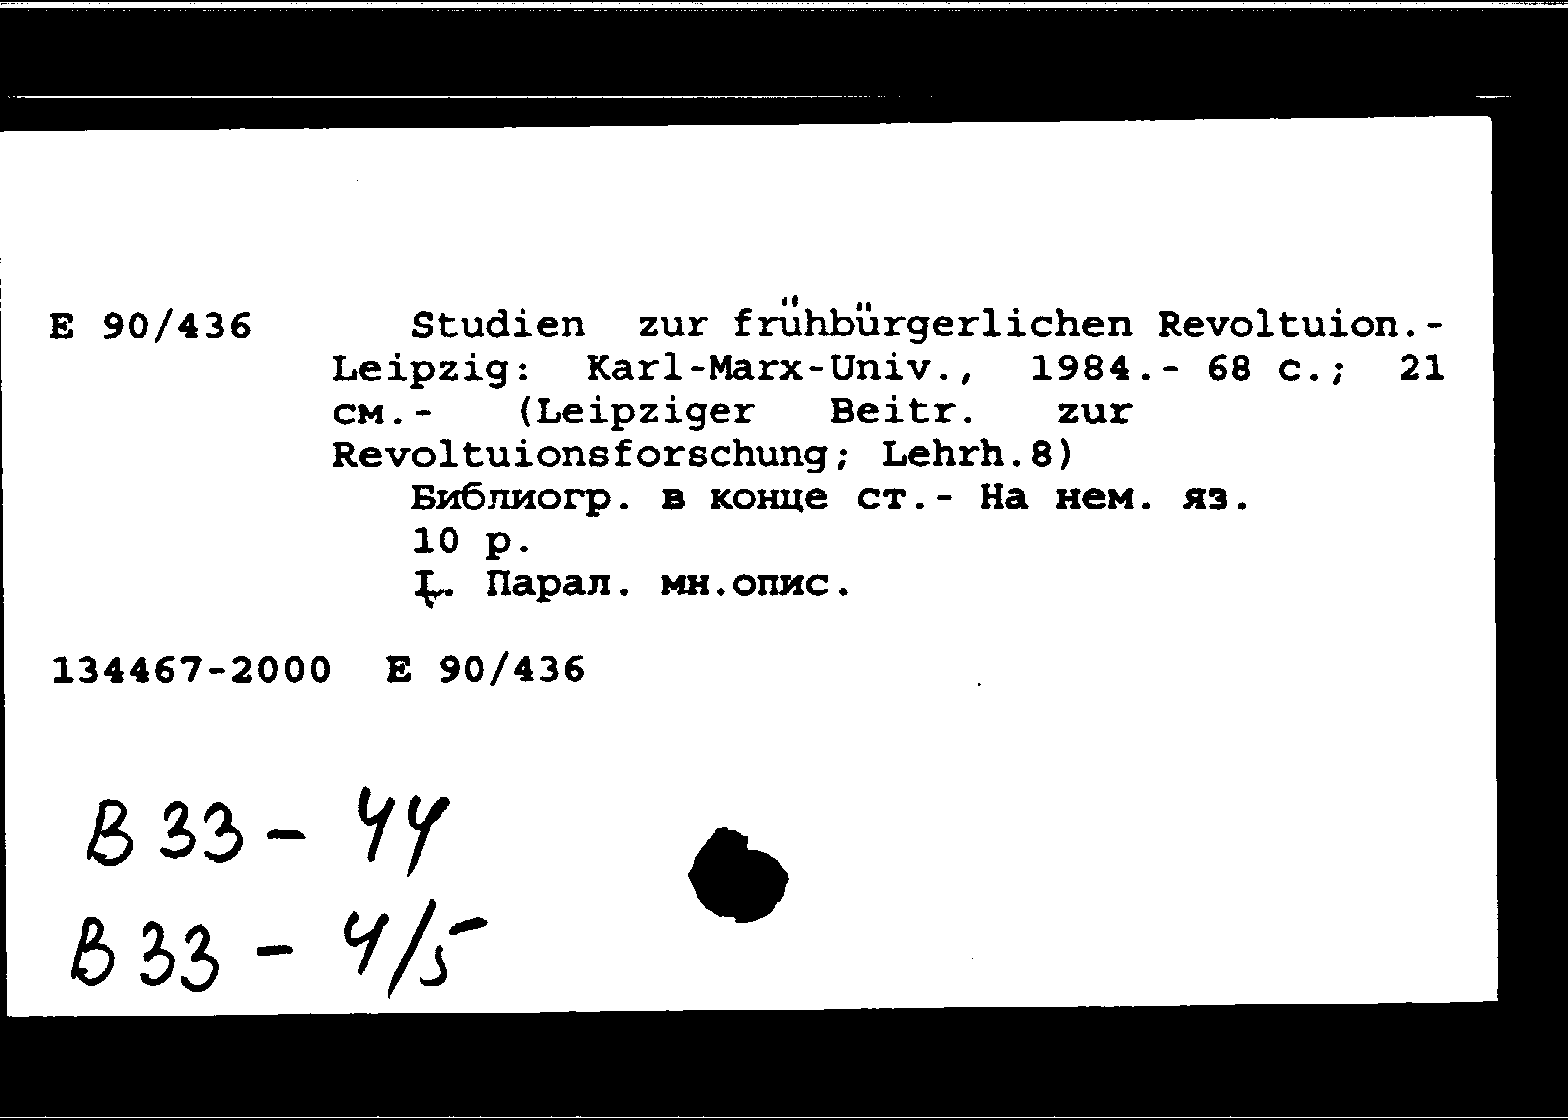 E 90/436 Studien zur frühbürgerlichen Revoltuion.-
Leipzig: Karl-Marx-Univ., 1984.- 68 с.; 21
см.- (Leipziger Beitr. zur
Revoltuionsforschung; Lehrh.8)
Библиогр. в конце ст.- На нем. яз.
10 р.
I. Парал. мн.опис.
134467-2000 E 90/436
В 33 - 44
В 33 - 4/5